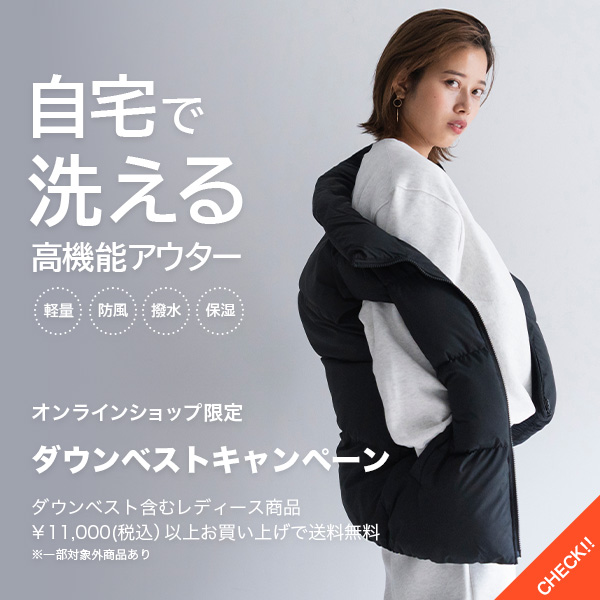 自宅で
洗える
高機能アウター
軽量 防風 撥水 保湿
オンラインショップ限定
ダウンベストキャンペーン
ダウンベスト含むレディース商品
￥11,000(税込)以上お買い上げで送料無料
※一部対象外商品あり
CHECK!!